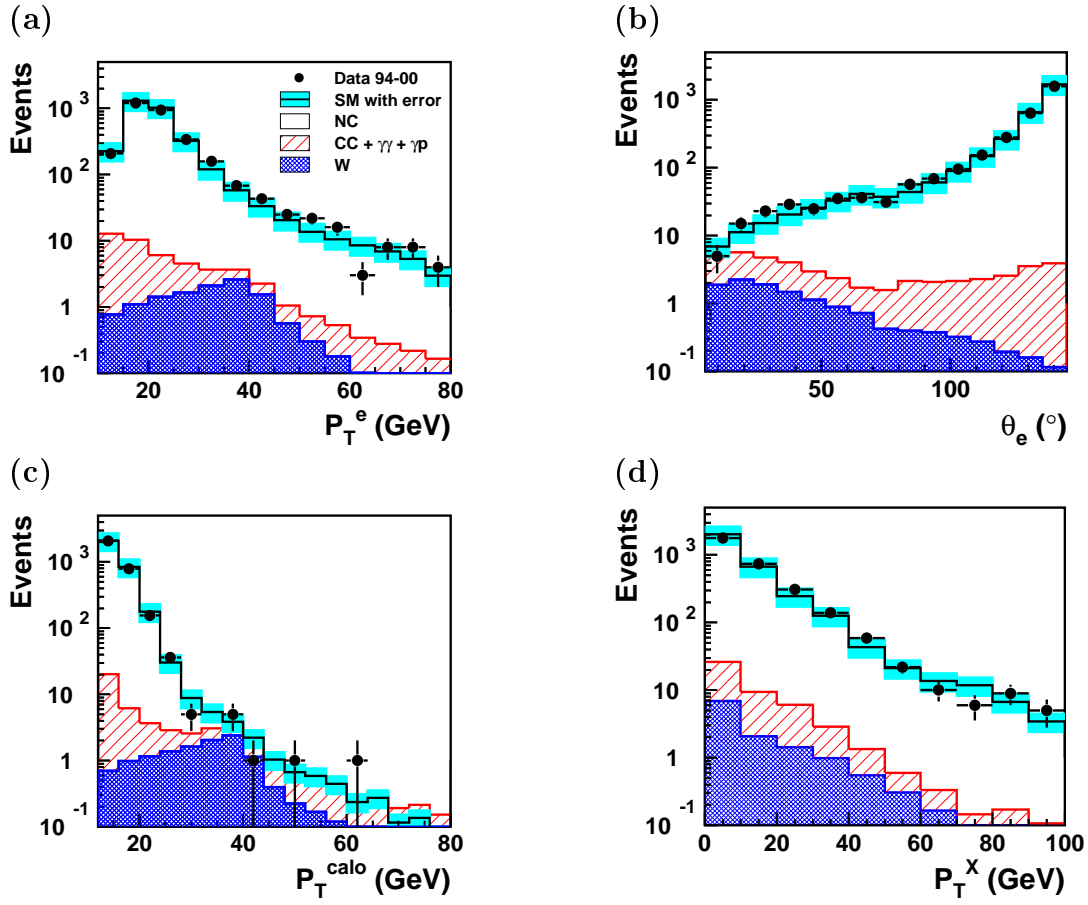 (a)
Events
10 3
10 2
10
1
10 -1
20 40 60 80
P_T^e (GeV)
Data 94-00
SM with error
NC
CC + γγ + γp
W
(b)
Events
10 3
10 2
10
1
10 -1
50 100
θ_e (°)
(c)
Events
10 3
10 2
10
1
10 -1
20 40 60 80
P_T^calo (GeV)
(d)
Events
10 3
10 2
10
1
10 -1
0 20 40 60 80 100
P_T^X (GeV)